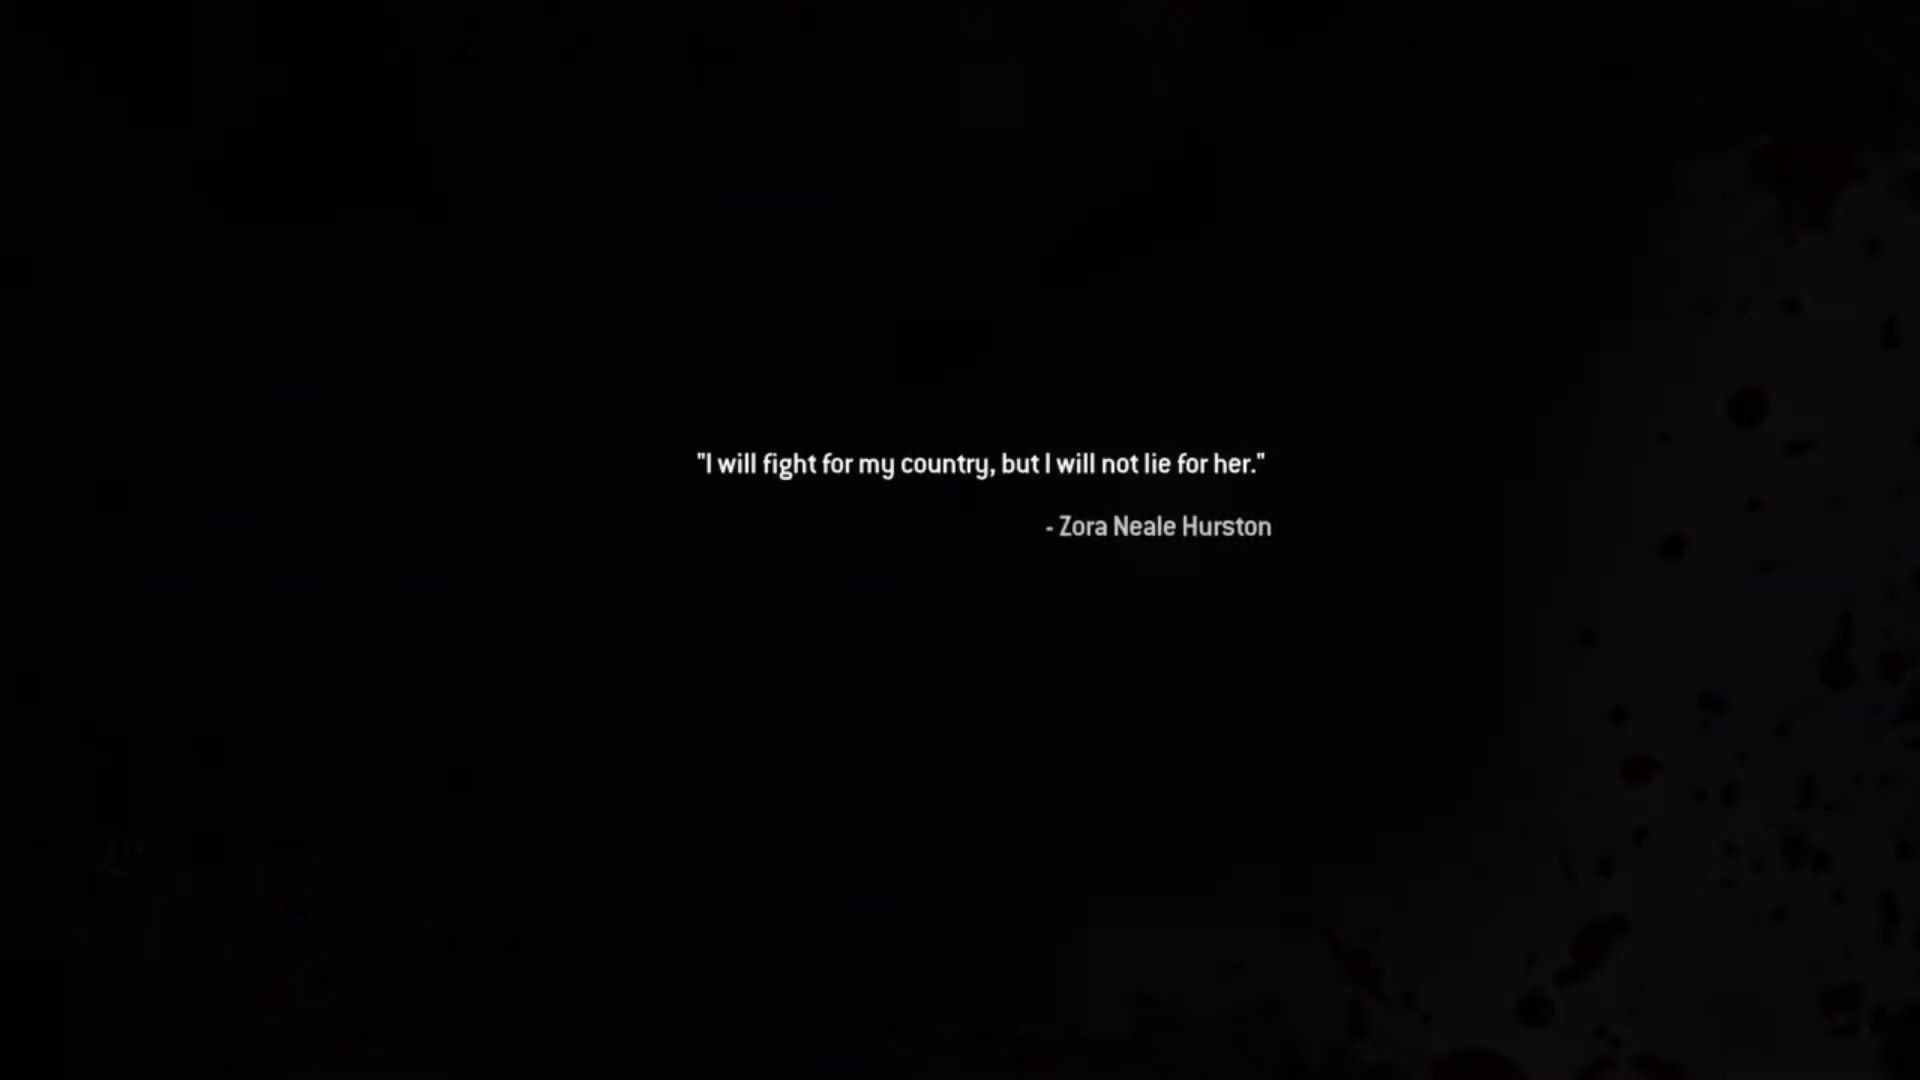 "I will fight for my country, but I will not lie for her."
- Zora Neale Hurston